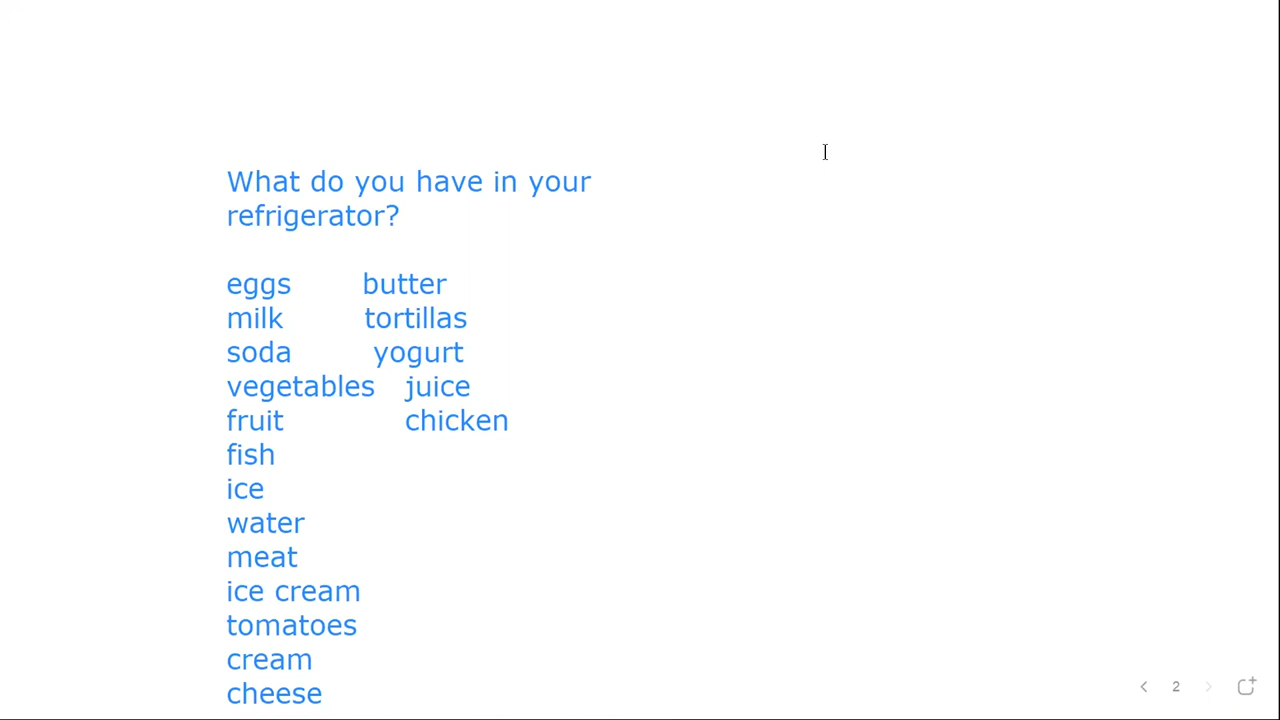 What do you have in your
refrigerator?
eggs butter
milk tortillas
soda yogurt
vegetables juice
fruit chicken
fish
ice
water
meat
ice cream
tomatoes
cream
cheese
2